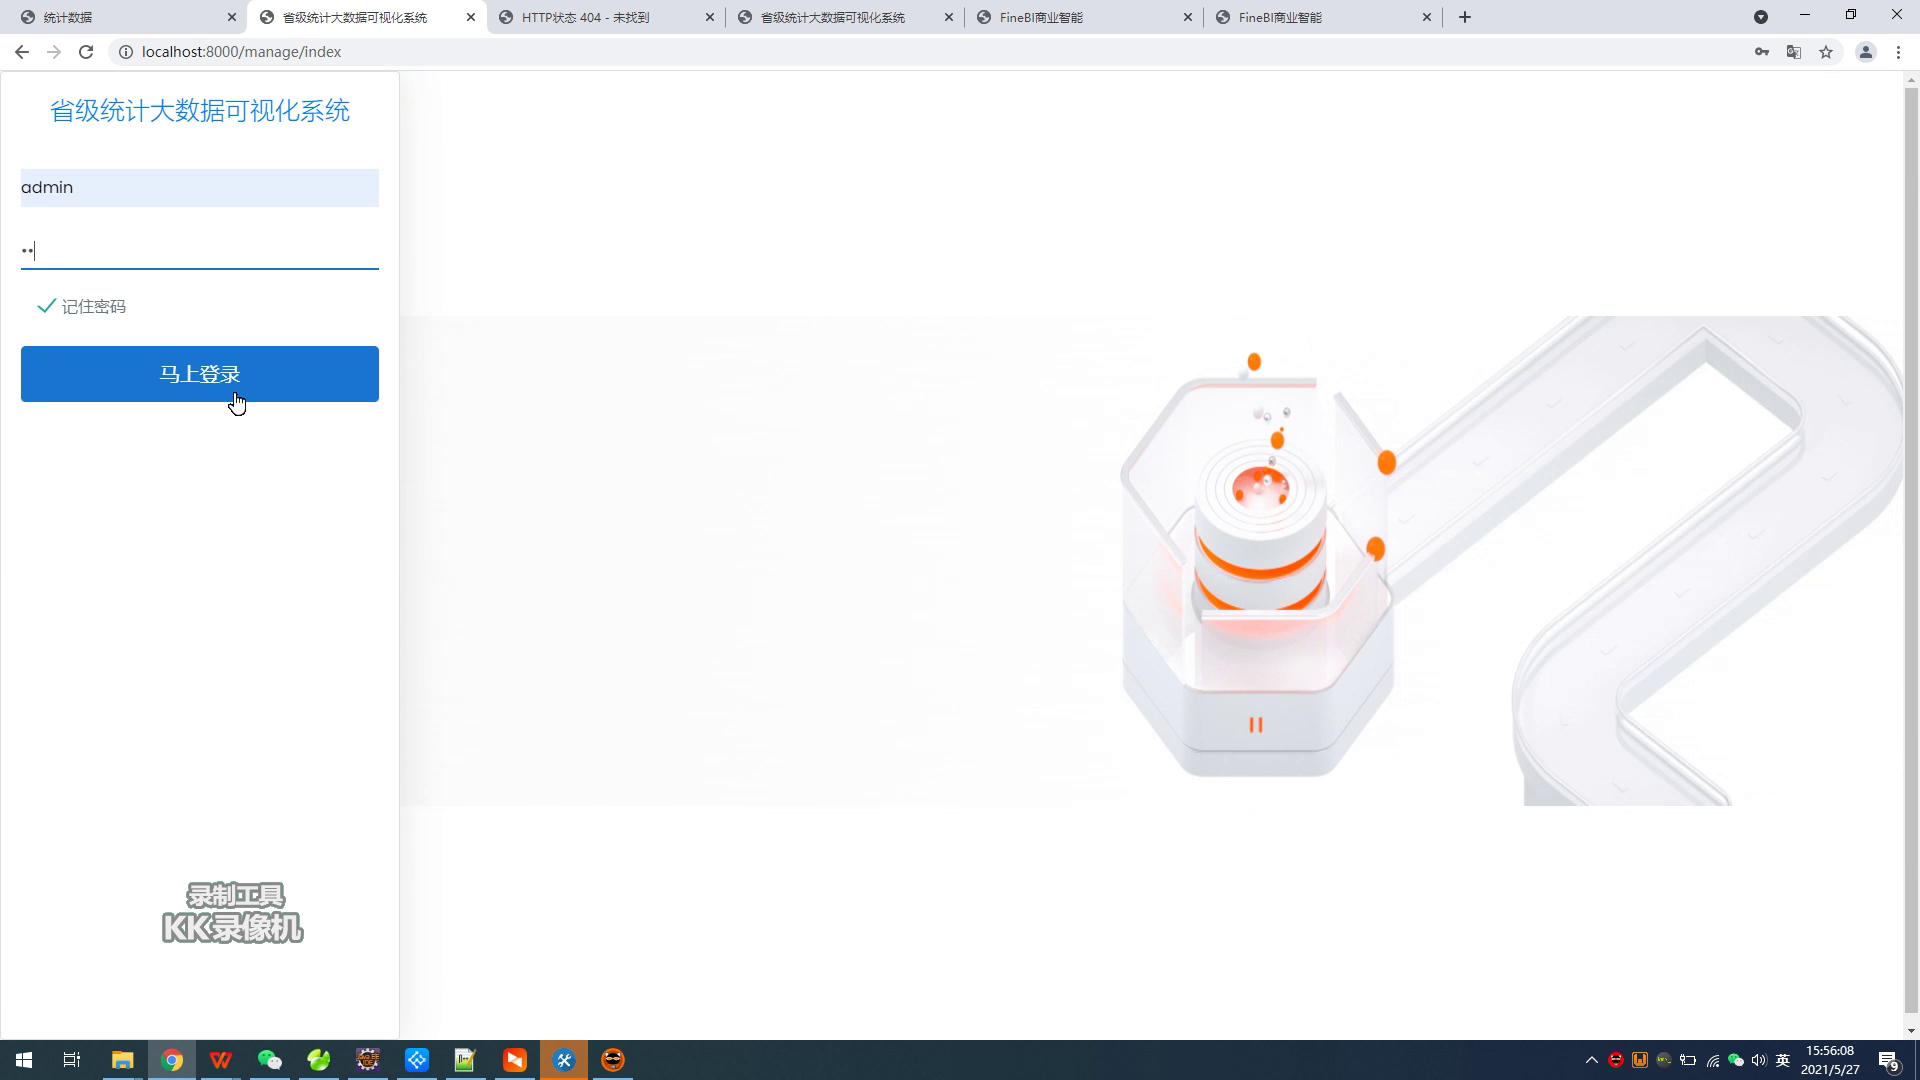 统计数据
省级统计大数据可视化系统
HTTP状态 404 - 未找到
省级统计大数据可视化系统
FineBI商业智能
FineBI商业智能
localhost:8000/manage/index
省级统计大数据可视化系统
admin
记住密码
马上登录
录制工具
KK录像机
英
15:56:08
2021/5/27
9